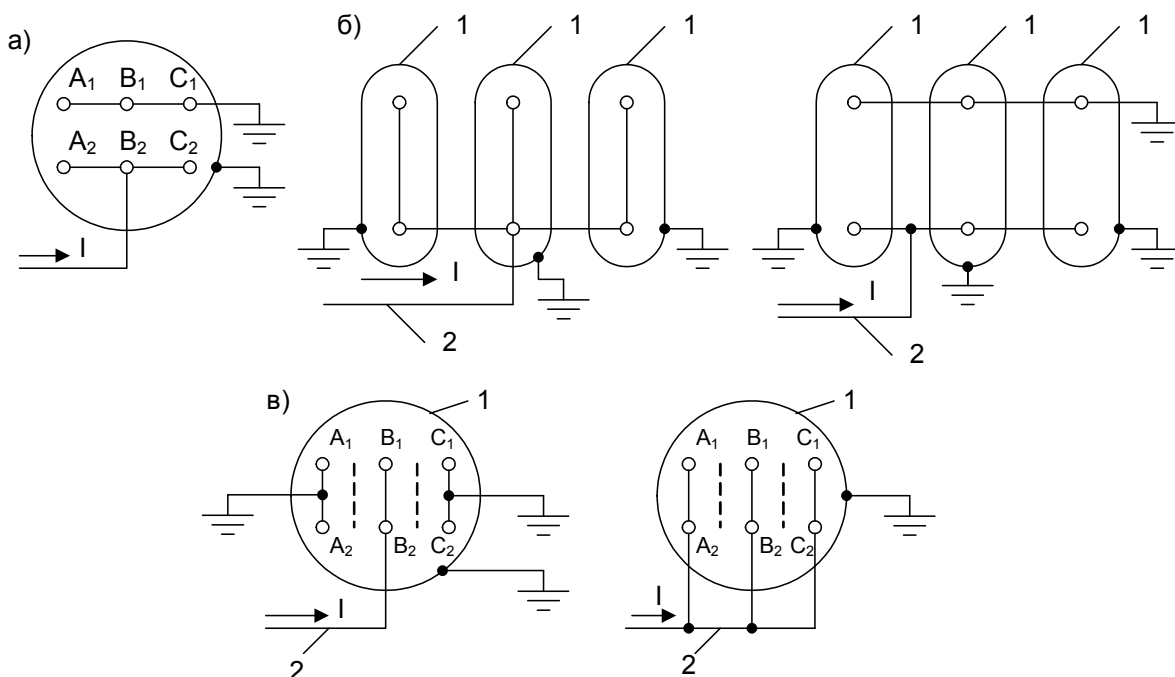 а)
A₁ B₁ C₁
A₂ B₂ C₂
I
б)
1 1 1
I
2
1 1 1
I
2
в)
1
A₁ B₁ C₁
A₂ B₂ C₂
I
2
1
A₁ B₁ C₁
A₂ B₂ C₂
I
2